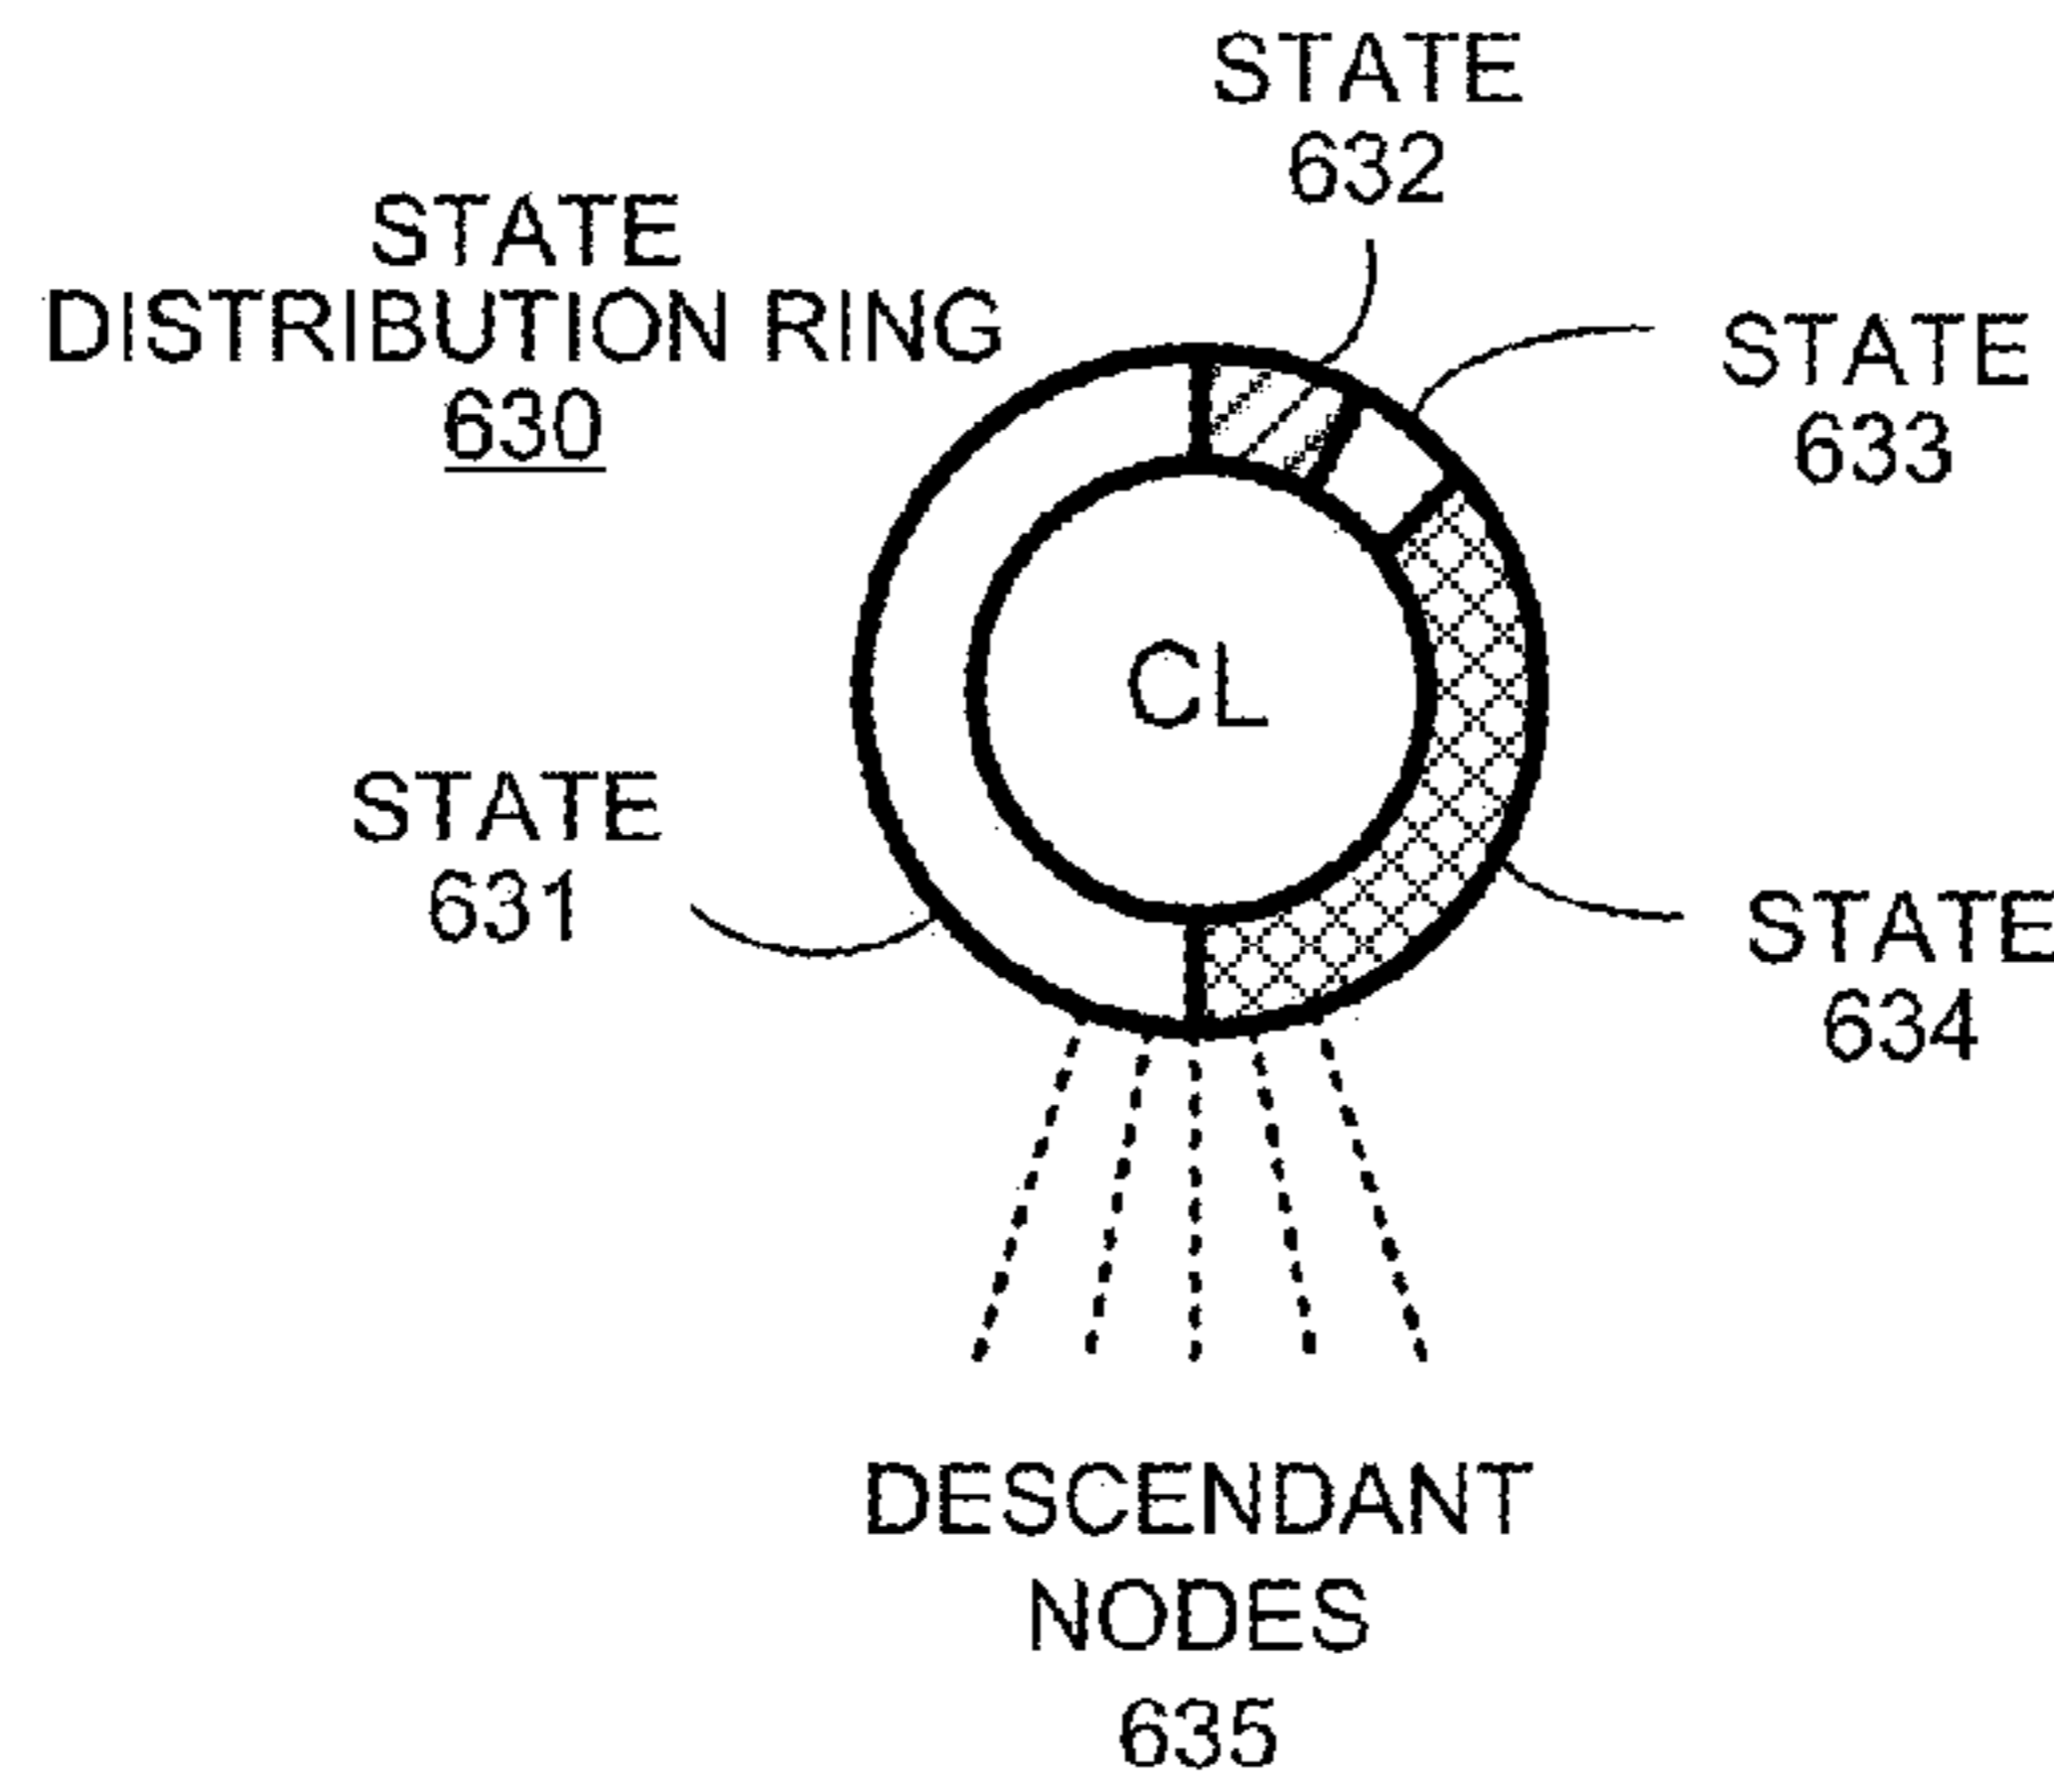 STATE
632
STATE
DISTRIBUTION RING
630
STATE
633
CL
STATE
631
STATE
634
DESCENDANT
NODES
635